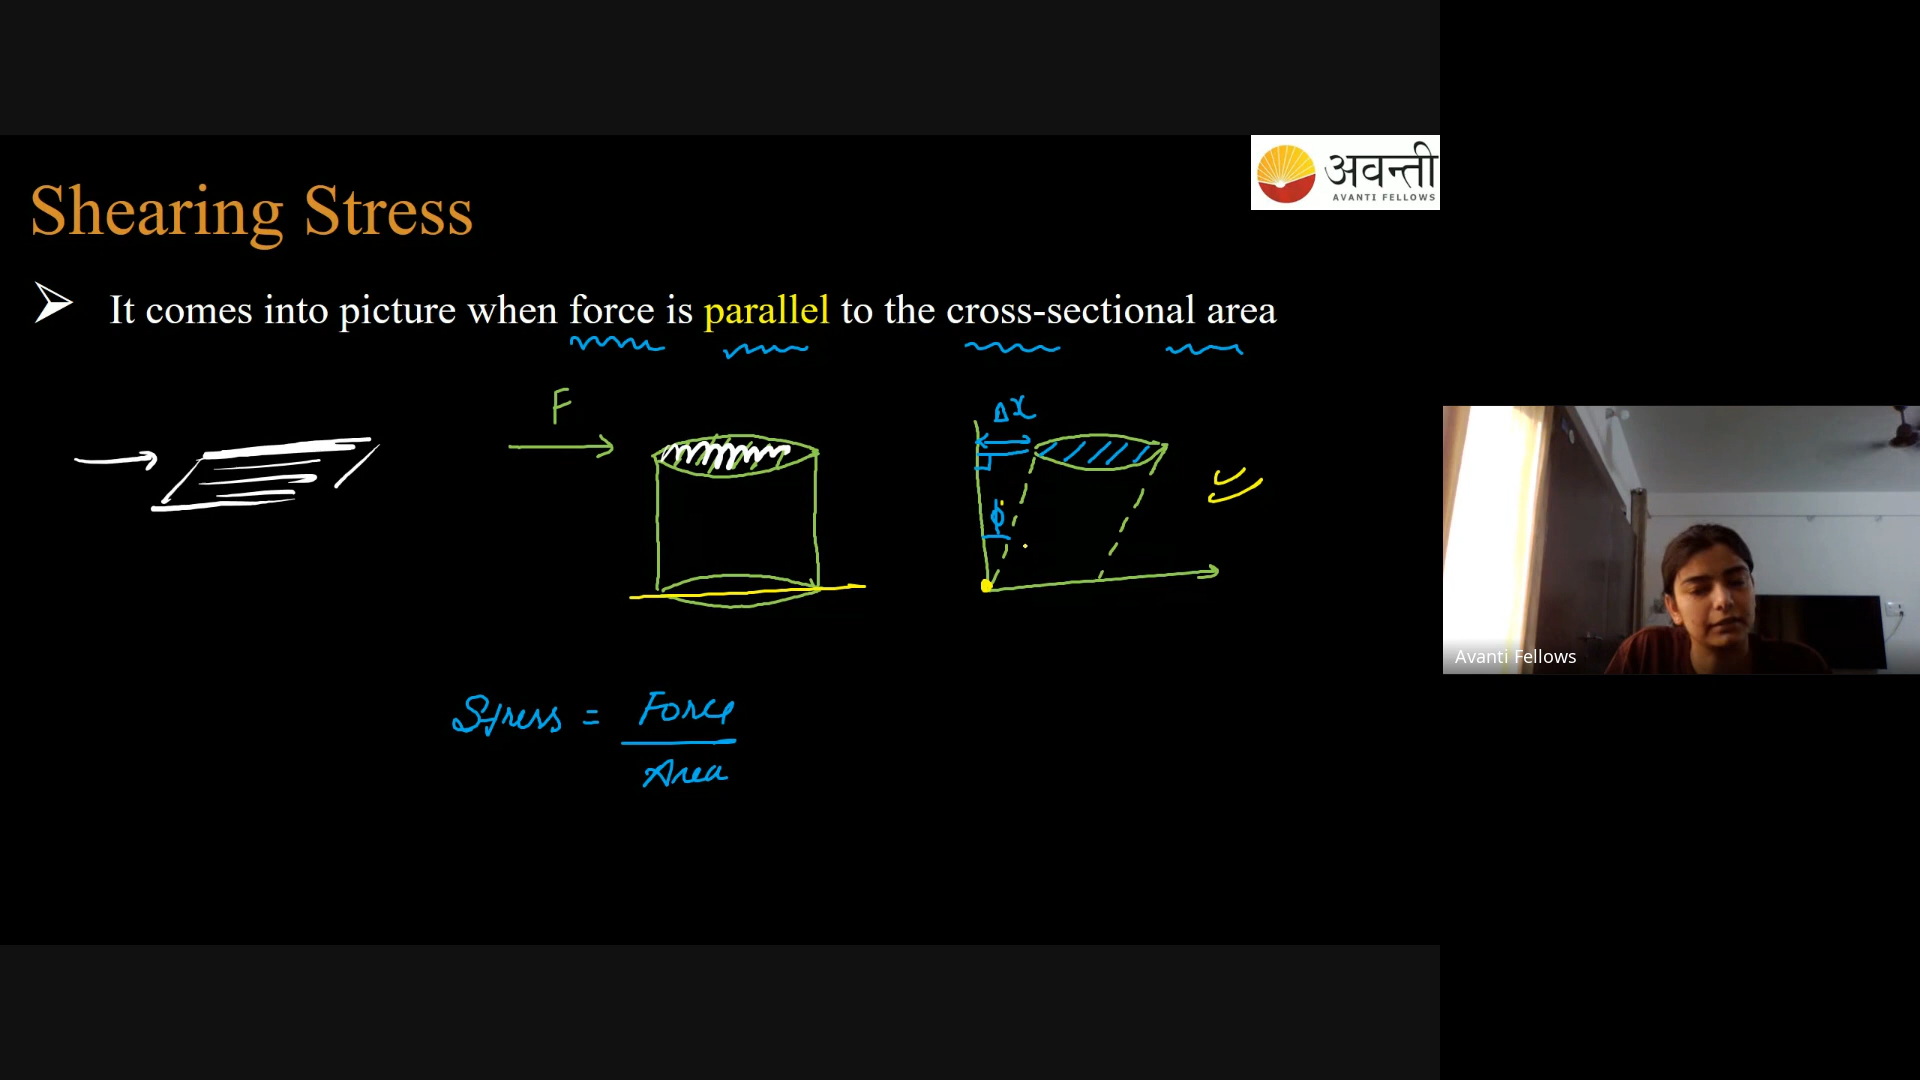 अवन्ती
AVANTI FELLOWS
Shearing Stress
It comes into picture when force is parallel to the cross-sectional area
F
Δx
ϕ
Stress = Force
Area
Avanti Fellows